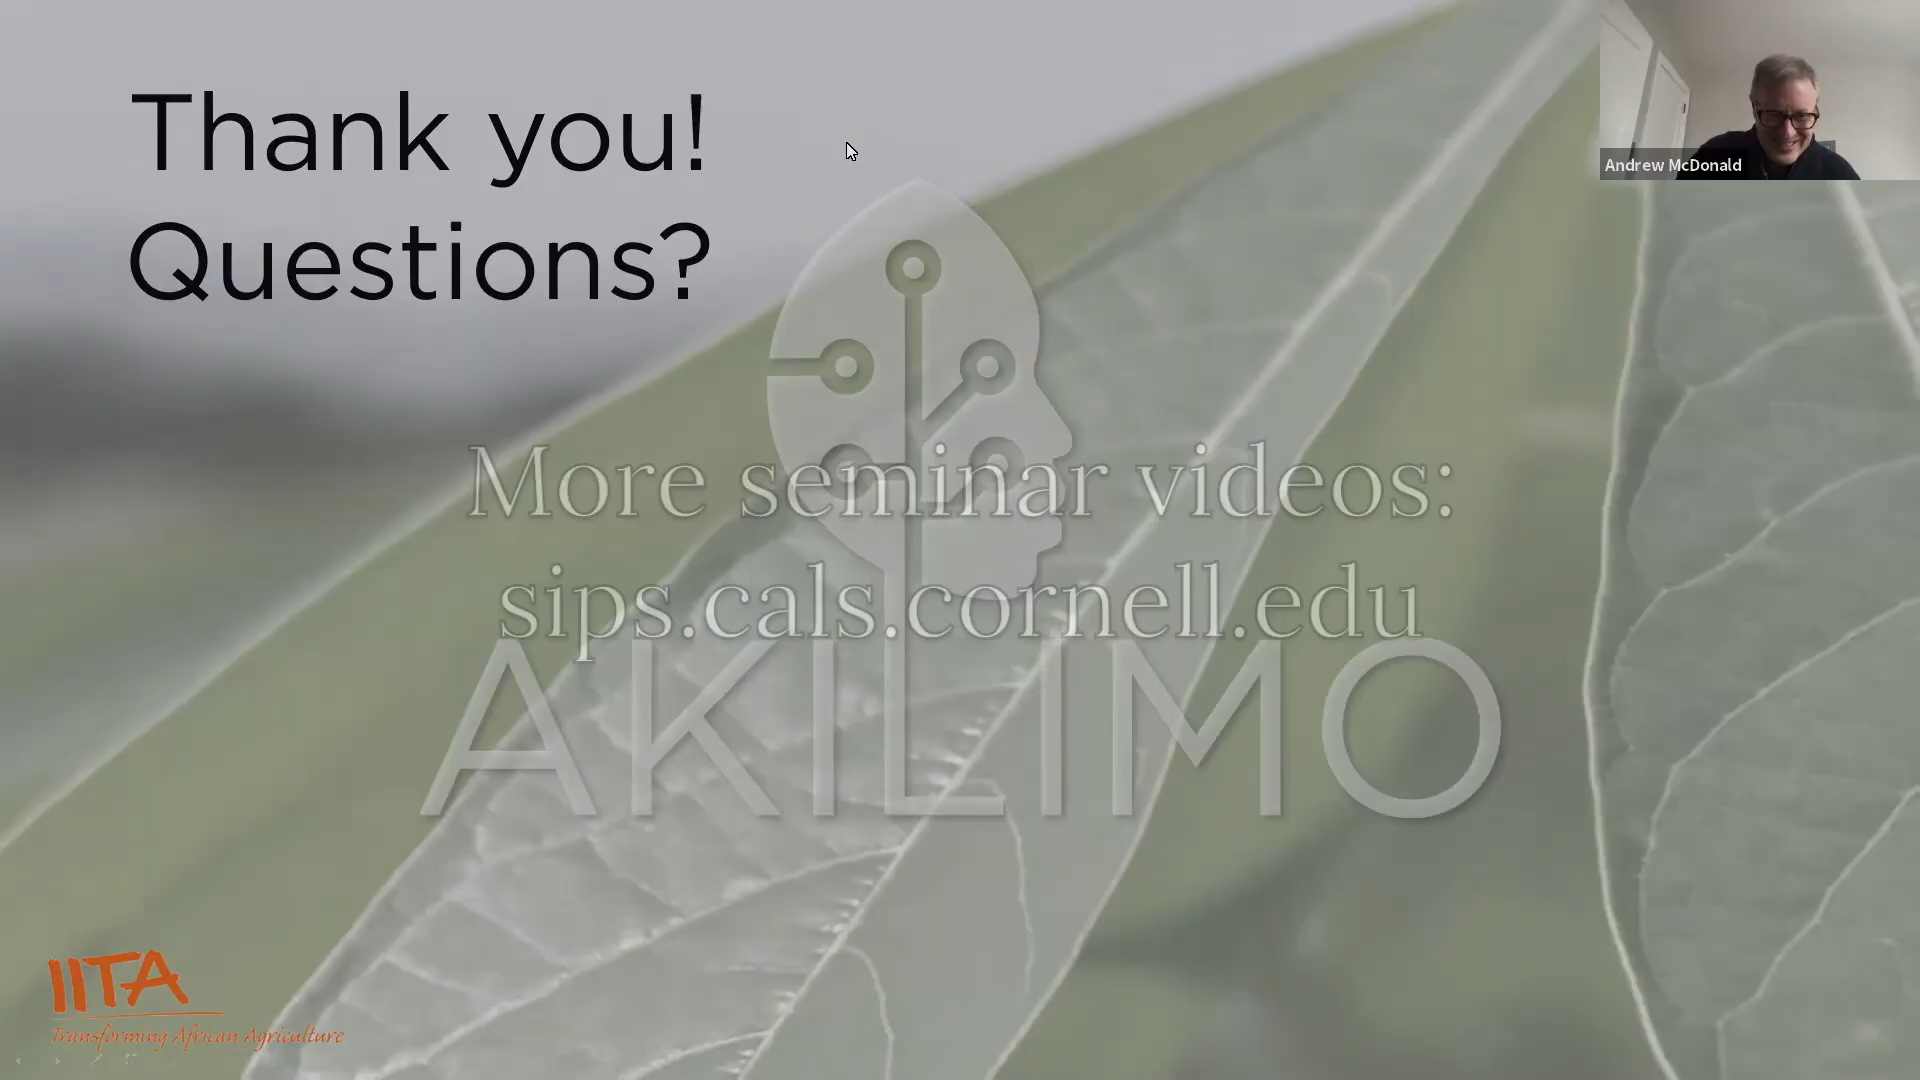 Thank you!
Questions?
Andrew McDonald
More seminar videos:
sips.cals.cornell.edu
AKILIMO
IITA
Transforming African Agriculture